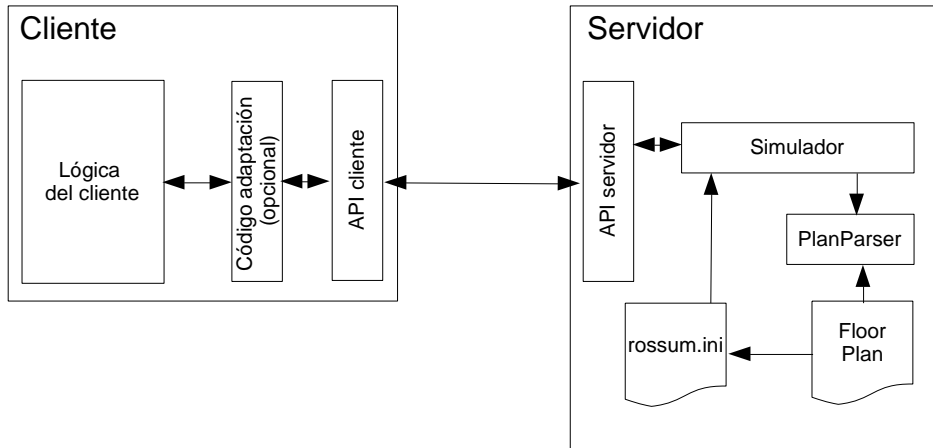 Cliente
Lógica
del cliente
Código adaptación
(opcional)
API cliente
Servidor
API servidor
Simulador
PlanParser
rossum.ini
Floor
Plan